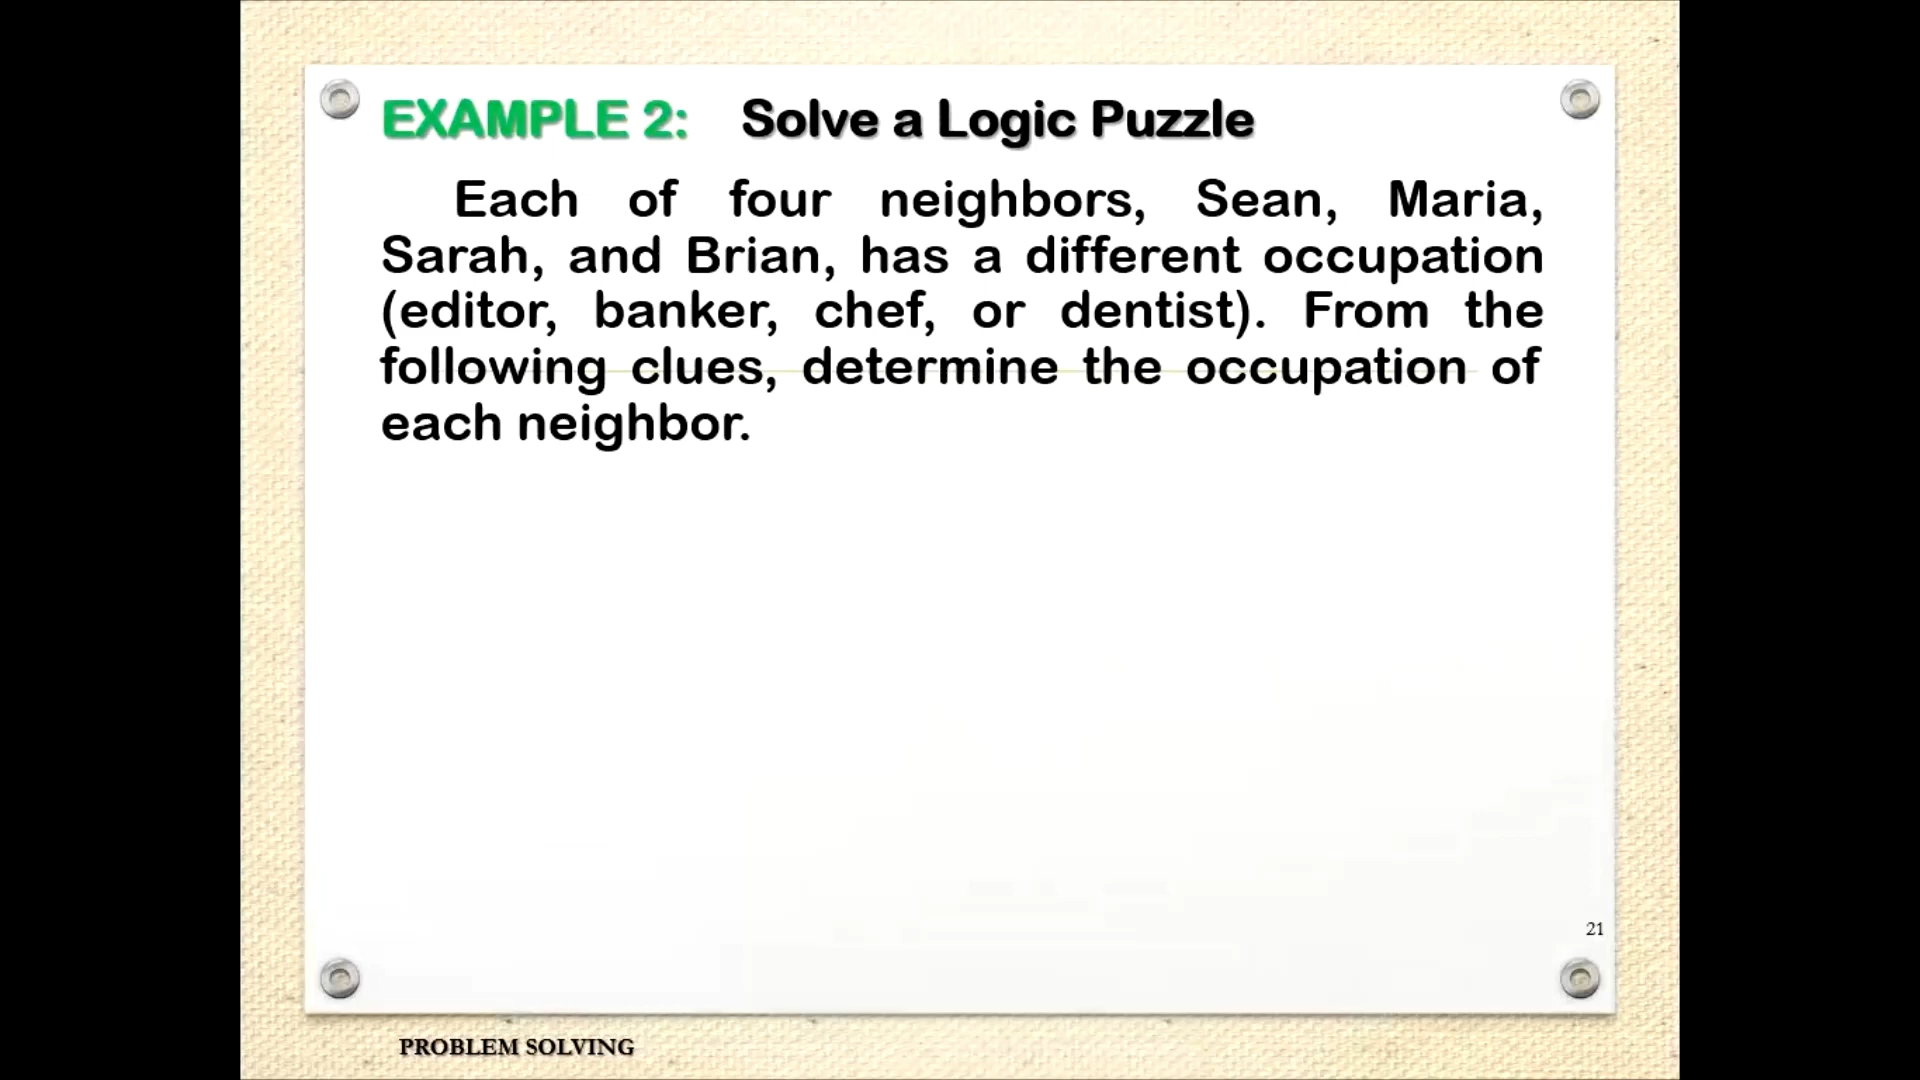 EXAMPLE 2: Solve a Logic Puzzle
Each of four neighbors, Sean, Maria,
Sarah, and Brian, has a different occupation
(editor, banker, chef, or dentist). From the
following clues, determine the occupation of
each neighbor.
21
PROBLEM SOLVING